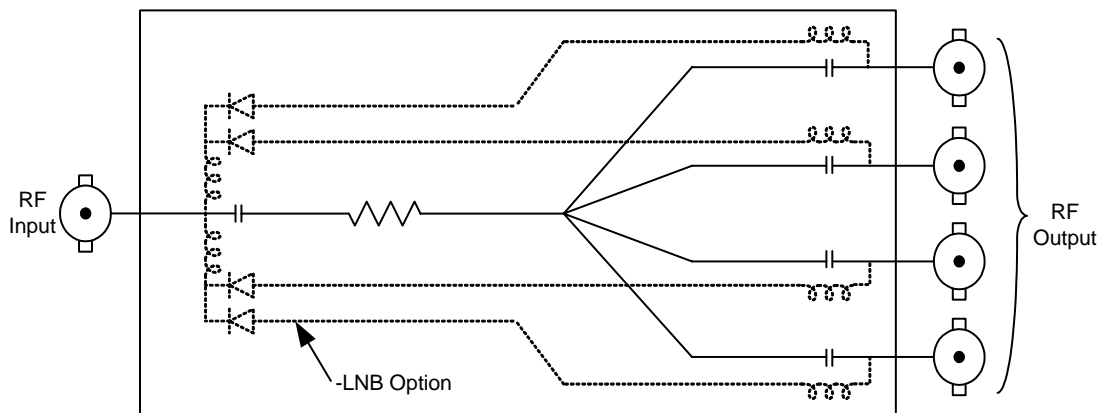 RF
Input
RF
Output
-LNB Option